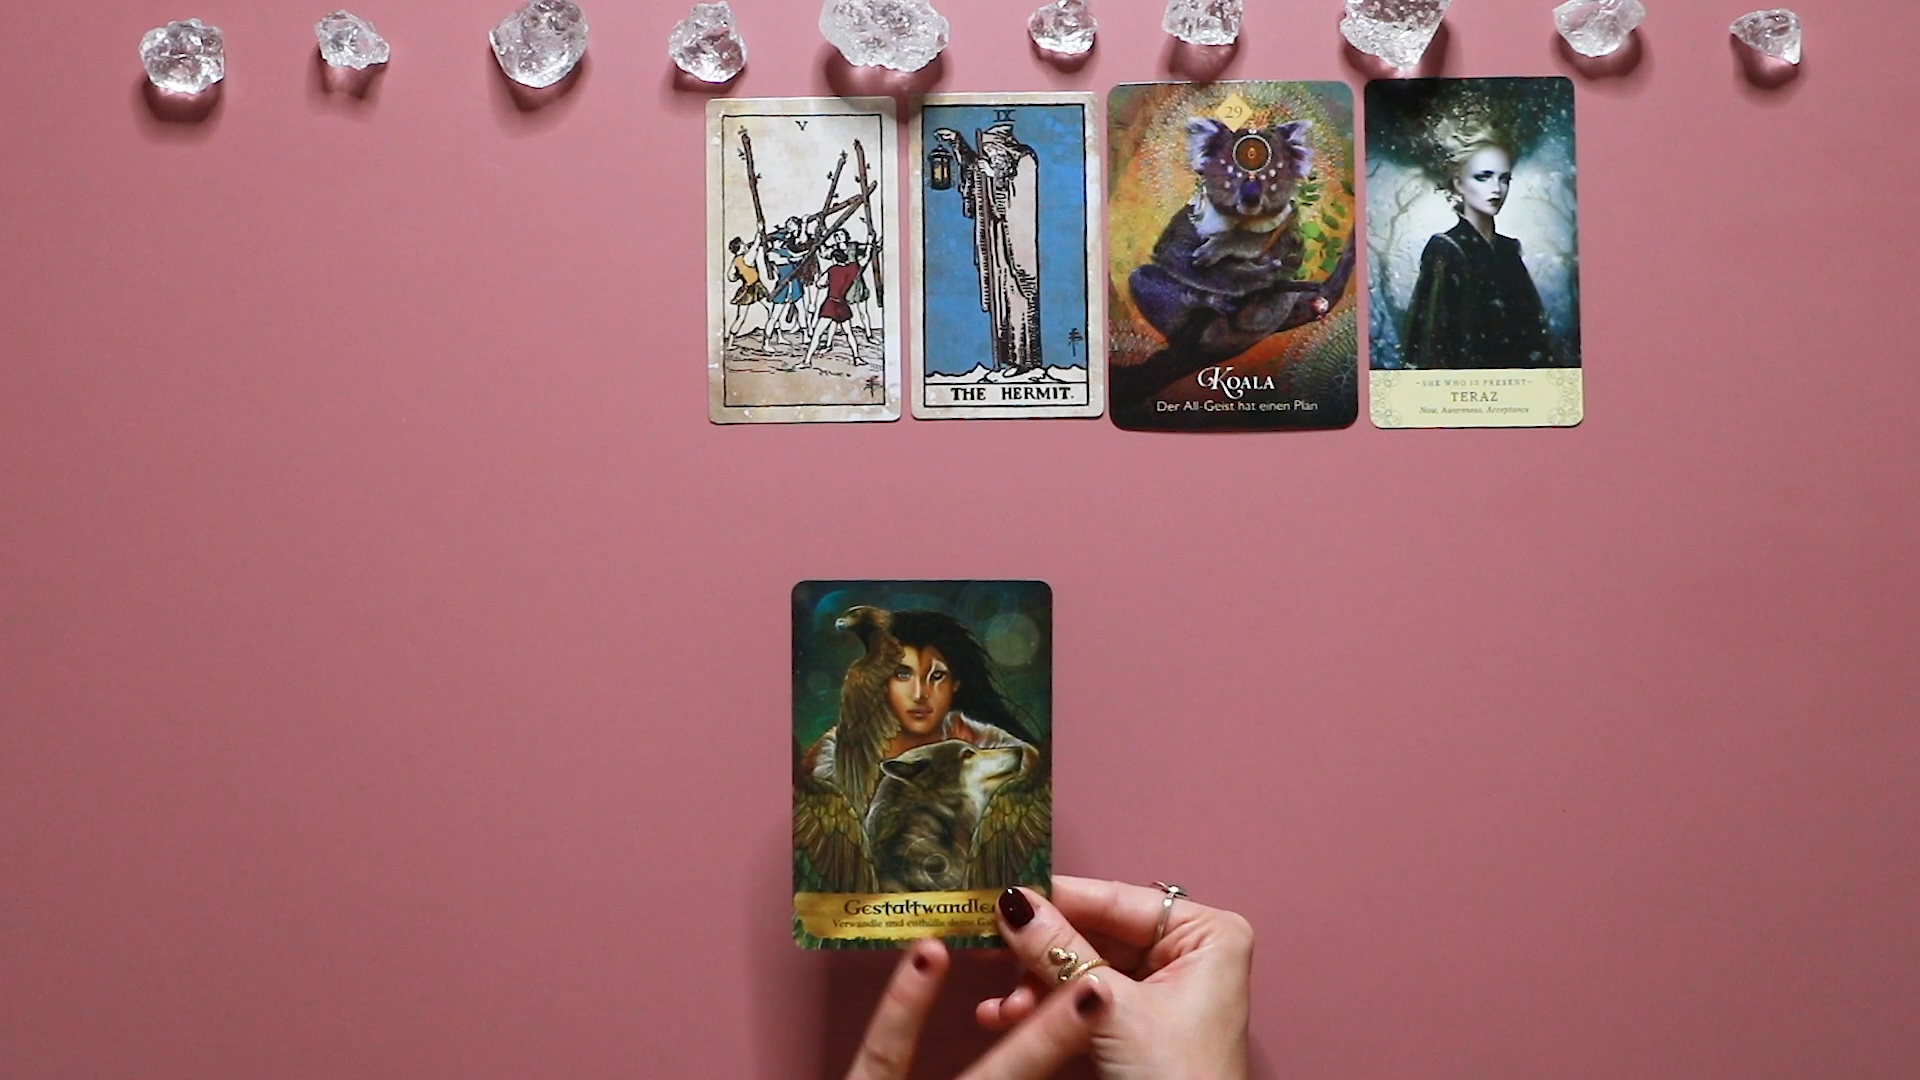 V
IX
THE HERMIT.
29
KOALA
Der All-Geist hat einen Plan
~SHE WHO IS PRESENT~
TERAZ
Now, Awareness, Acceptance
Verwandle und enthülle deine